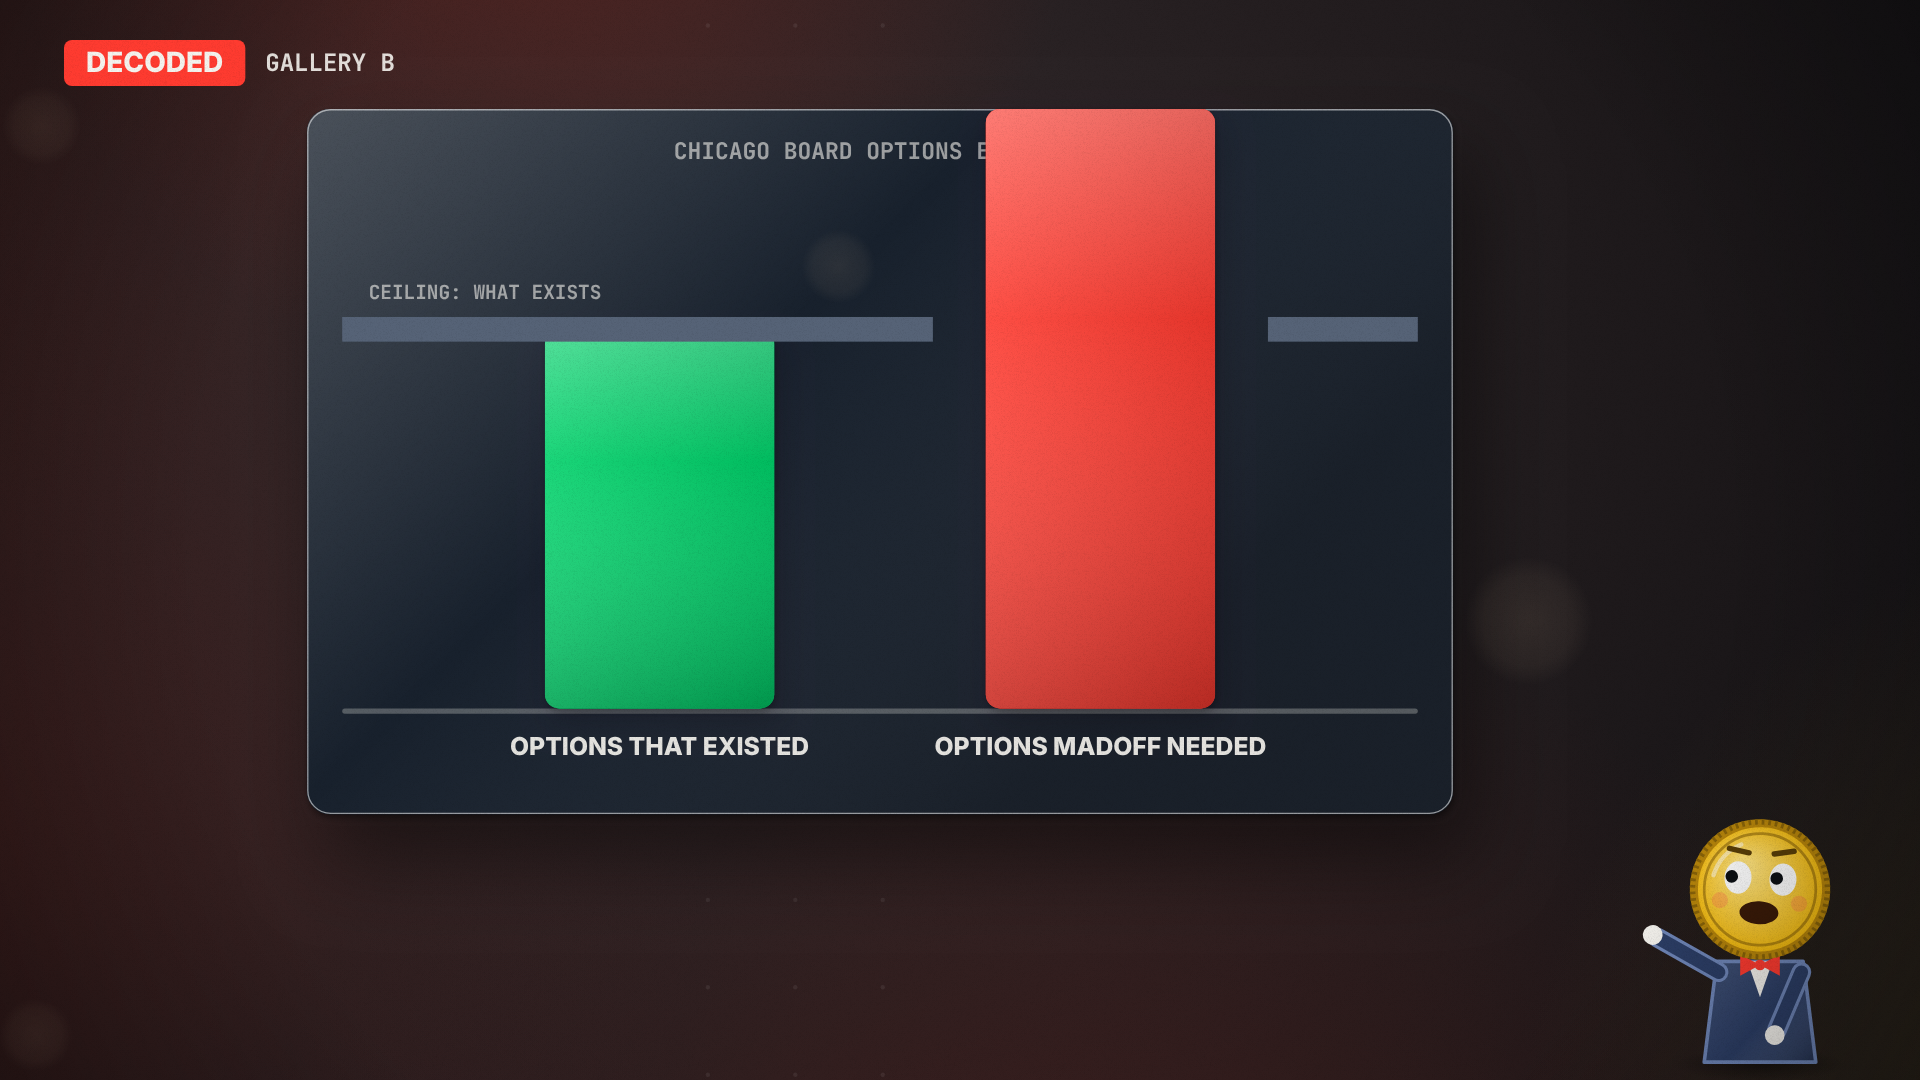 DECODED GALLERY B
CHICAGO BOARD OPTIONS
CEILING: WHAT EXISTS
OPTIONS THAT EXISTED
OPTIONS MADOFF NEEDED